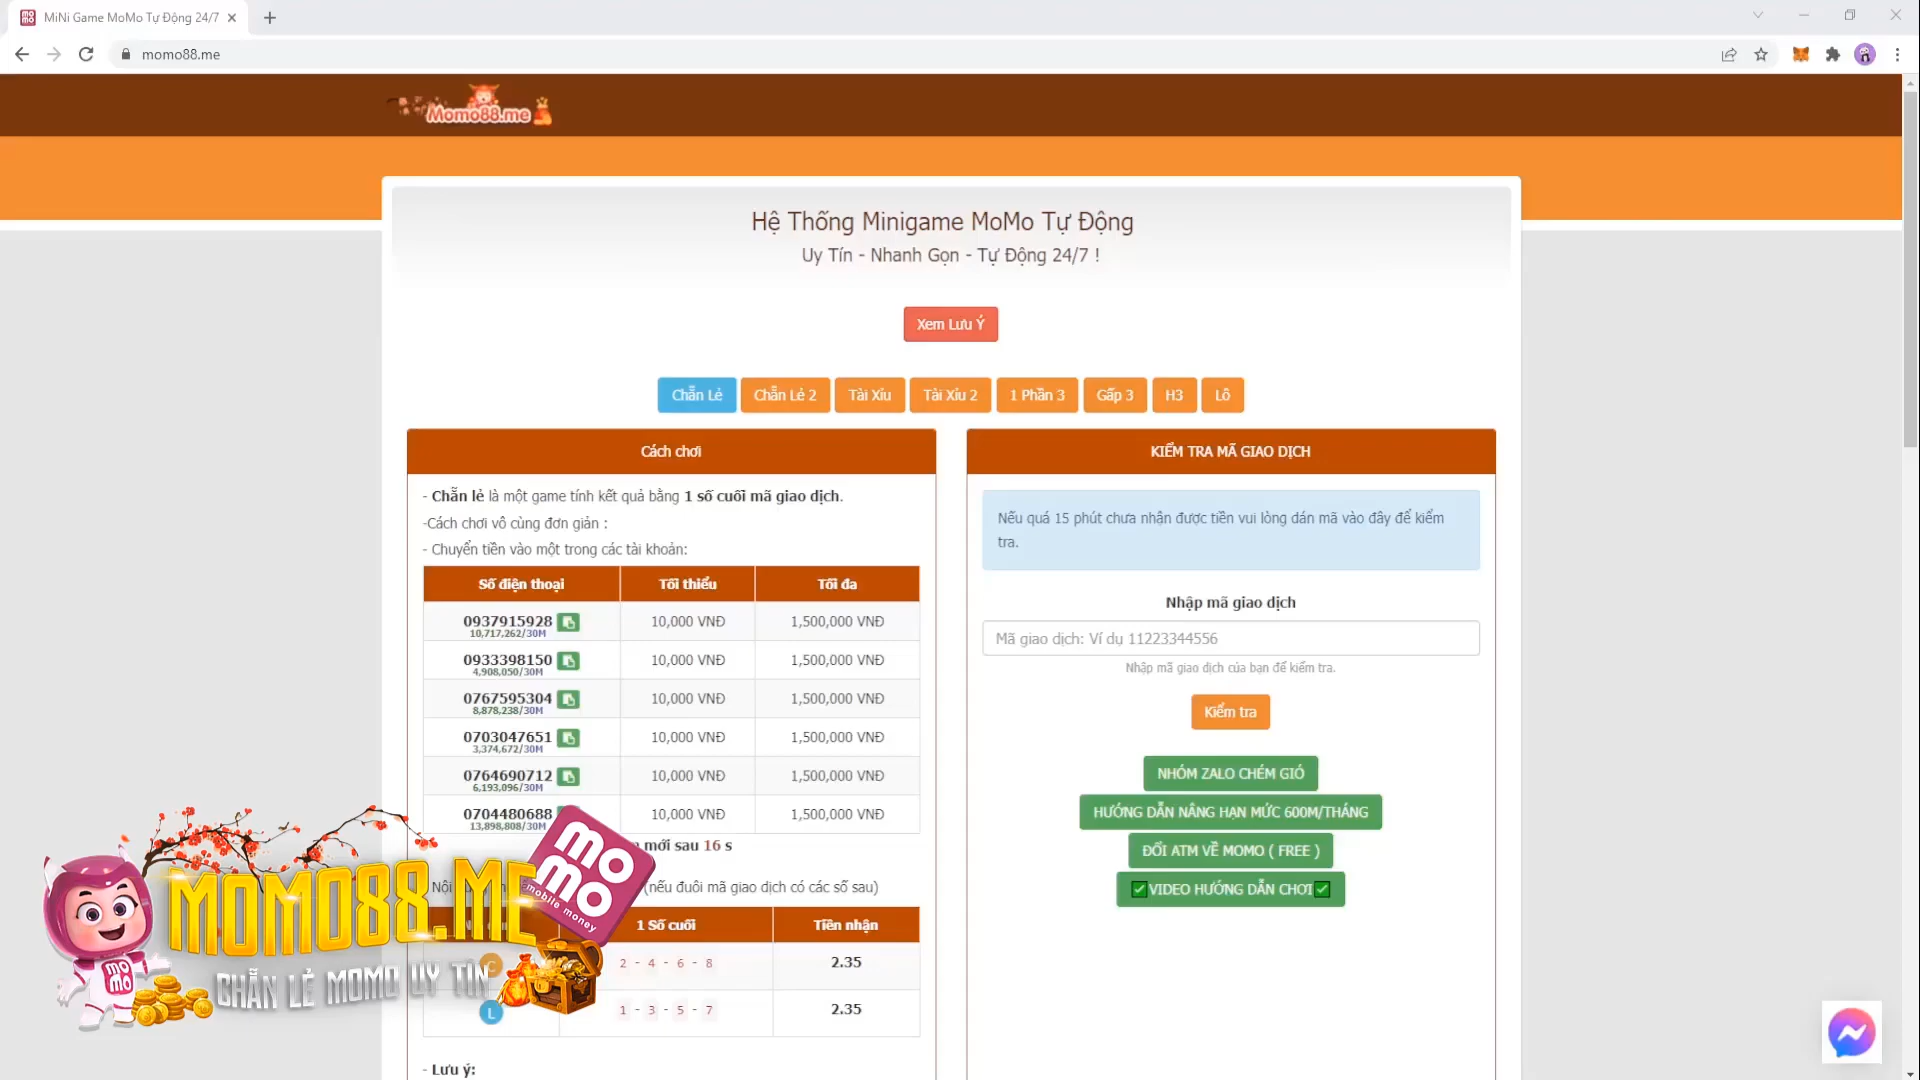 MiNi Game MoMo Tự Động 24/7
momo88.me
Momo88.me
Hệ Thống Minigame MoMo Tự Động
Uy Tín - Nhanh Gọn - Tự Động 24/7 !
Xem Lưu Ý
Chẵn Lẻ
Chẵn Lẻ 2
Tài Xỉu
Tài Xỉu 2
1 Phần 3
Gấp 3
H3
Lô
Cách chơi
- Chẵn lẻ là một game tính kết quả bằng 1 số cuối mã giao dịch.
-Cách chơi vô cùng đơn giản :
- Chuyển tiền vào một trong các tài khoản:
Số điện thoại Tối thiểu Tối đa
0937915928 10,000 VNĐ 1,500,000 VNĐ
10,717,262/30M
0933398150 10,000 VNĐ 1,500,000 VNĐ
4,908,050/30M
0767595304 10,000 VNĐ 1,500,000 VNĐ
8,878,238/30M
0703047651 10,000 VNĐ 1,500,000 VNĐ
3,374,672/30M
0764690712 10,000 VNĐ 1,500,000 VNĐ
6,193,096/30M
0704480688 10,000 VNĐ 1,500,000 VNĐ
13,898,808/30M
mới sau 16 s
(nếu đuôi mã giao dịch có các số sau)
1 Số cuối Tiền nhận
C 2 - 4 - 6 - 8 2.35
L 1 - 3 - 5 - 7 2.35
- Lưu ý:
KIỂM TRA MÃ GIAO DỊCH
Nếu quá 15 phút chưa nhận được tiền vui lòng dán mã vào đây để kiểm
tra.
Nhập mã giao dịch
Mã giao dịch: Ví dụ 11223344556
Nhập mã giao dịch của bạn để kiểm tra.
Kiểm tra
NHÓM ZALO CHÉM GIÓ
HƯỚNG DẪN NÂNG HẠN MỨC 600M/THÁNG
ĐỔI ATM VỀ MOMO ( FREE )
VIDEO HƯỚNG DẪN CHƠI
MOMO88.ME
CHẴN LẺ MOMO UY TÍN
mo
mo
mobile money
mo
mo